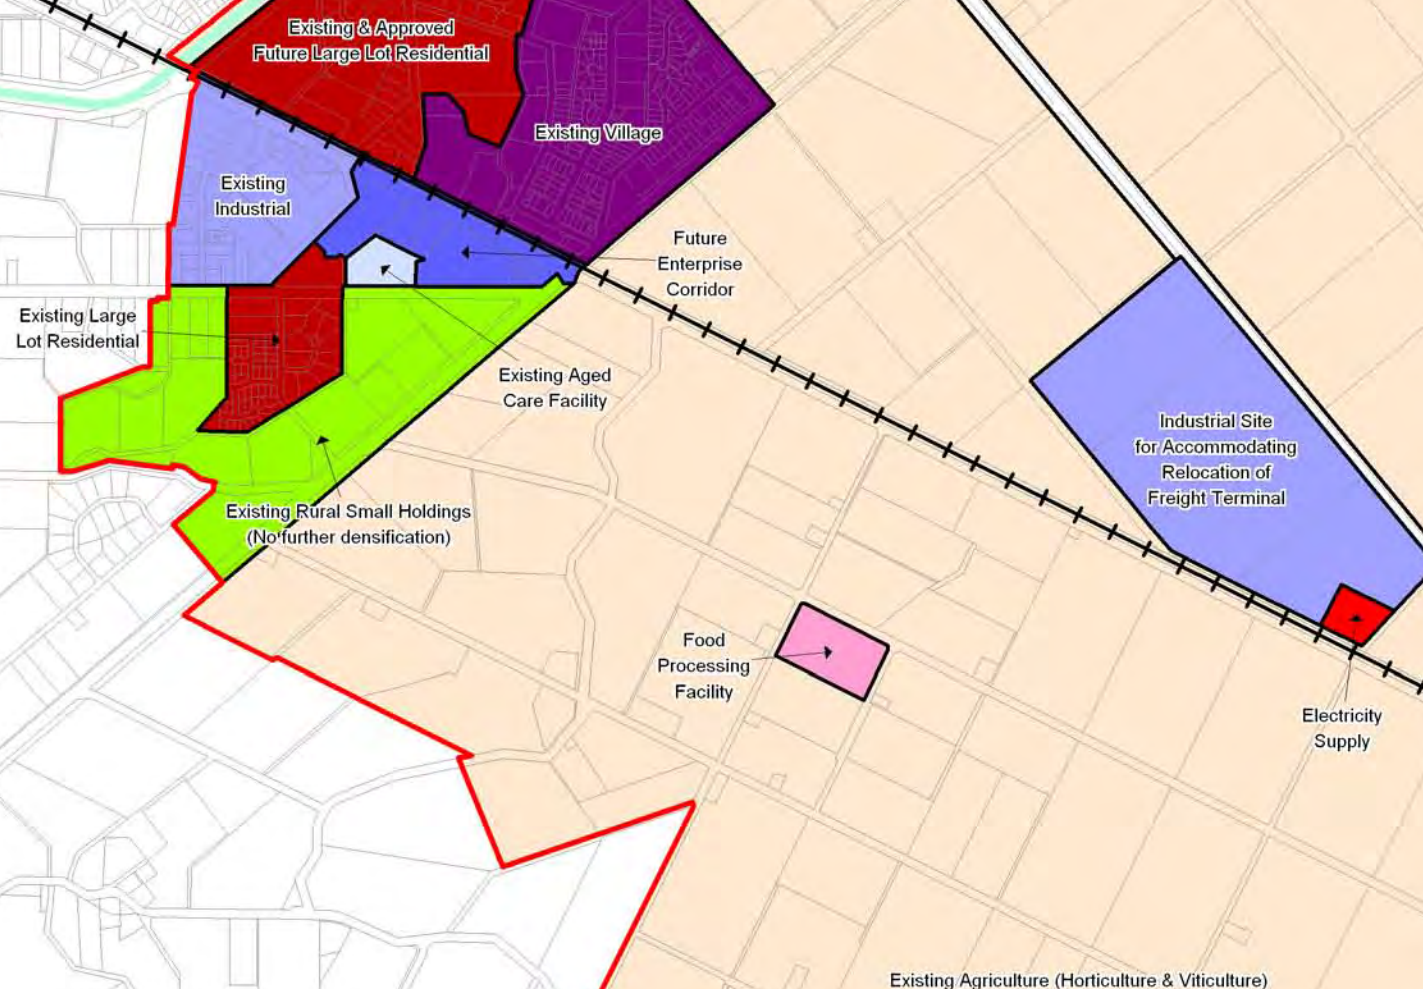 Existing & Approved
Future Large Lot Residential
Existing Village
Existing
Industrial
Future
Enterprise
Corridor
Existing Large
Lot Residential
Existing Aged
Care Facility
Industrial Site
for Accommodating
Relocation of
Freight Terminal
Existing Rural Small Holdings
(No further densification)
Food
Processing
Facility
Electricity
Supply
Existing Agriculture (Horticulture & Viticulture)